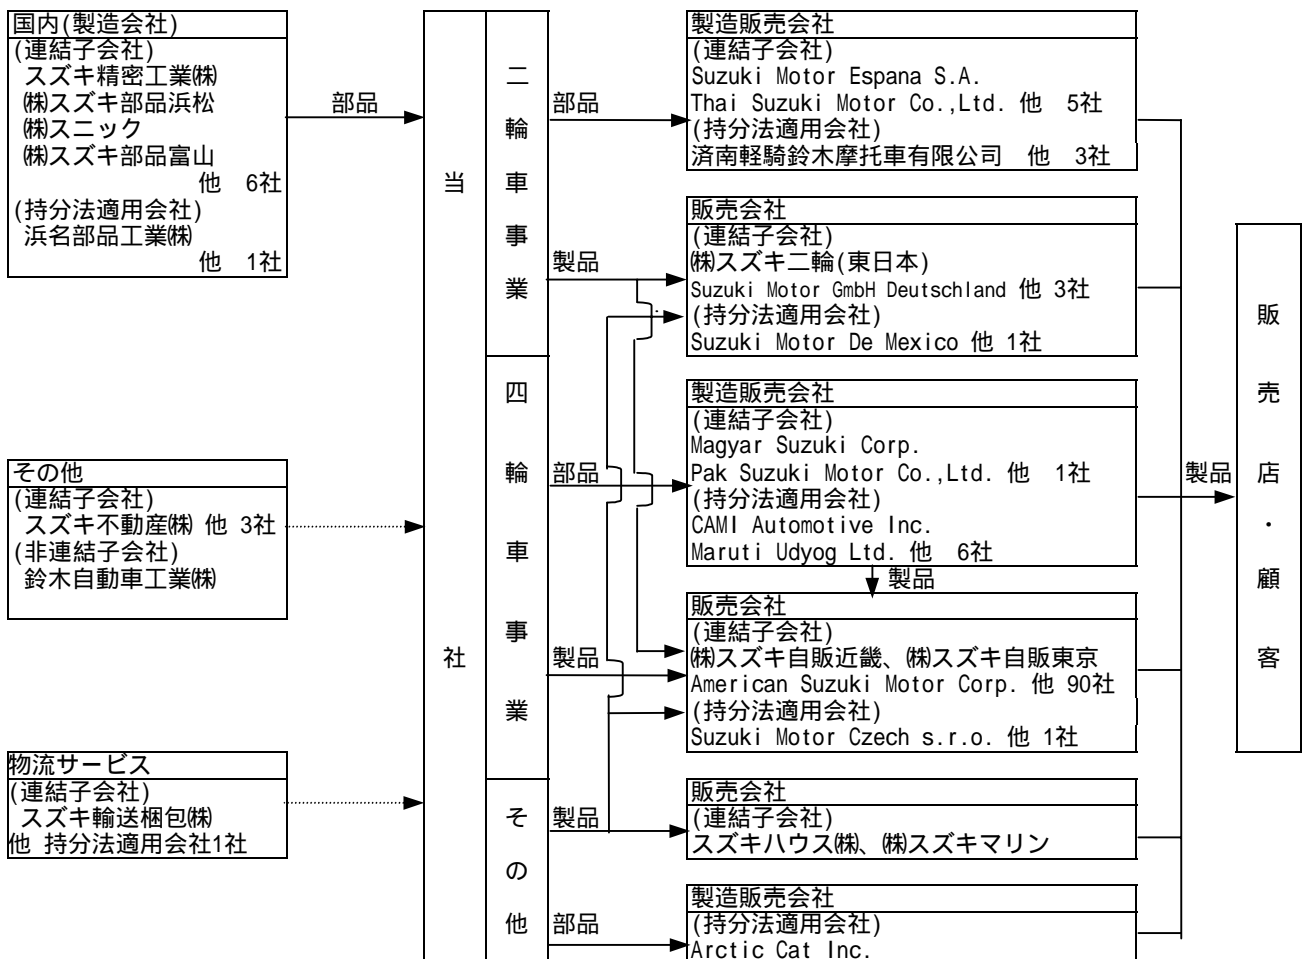 国内(製造会社)
(連結子会社)
スズキ精密工業㈱
㈱スズキ部品浜松
㈱スニック
㈱スズキ部品富山
他 6社
(持分法適用会社)
浜名部品工業㈱
他 1社
部品
その他
(連結子会社)
スズキ不動産㈱ 他 3社
(非連結子会社)
鈴木自動車工業㈱
物流サービス
(連結子会社)
スズキ輸送梱包㈱
他 持分法適用会社1社
当社
二輪車事業
四輪車事業
その他
部品
製品
部品
製品
製品
部品
製造販売会社
(連結子会社)
Suzuki Motor Espana S.A.
Thai Suzuki Motor Co.,Ltd. 他 5社
(持分法適用会社)
済南軽騎鈴木摩托車有限公司 他 3社
販売会社
(連結子会社)
㈱スズキ二輪(東日本)
Suzuki Motor GmbH Deutschland 他 3社
(持分法適用会社)
Suzuki Motor De Mexico 他 1社
製造販売会社
(連結子会社)
Magyar Suzuki Corp.
Pak Suzuki Motor Co.,Ltd. 他 1社
(持分法適用会社)
CAMI Automotive Inc.
Maruti Udyog Ltd. 他 6社
製品
販売会社
(連結子会社)
㈱スズキ自販近畿、㈱スズキ自販東京
American Suzuki Motor Corp. 他 90社
(持分法適用会社)
Suzuki Motor Czech s.r.o. 他 1社
販売会社
(連結子会社)
スズキハウス㈱、㈱スズキマリン
製造販売会社
(持分法適用会社)
Arctic Cat Inc.
製品
販売店・顧客